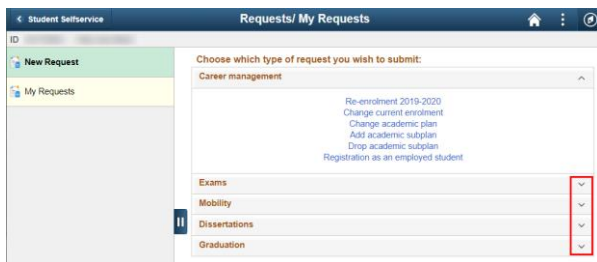 Student Selfservice
Requests/ My Requests
ID
New Request
My Requests
Choose which type of request you wish to submit:
Career management
Re-enrolment 2019-2020
Change current enrolment
Change academic plan
Add academic subplan
Drop academic subplan
Registration as an employed student
Exams
Mobility
Dissertations
Graduation